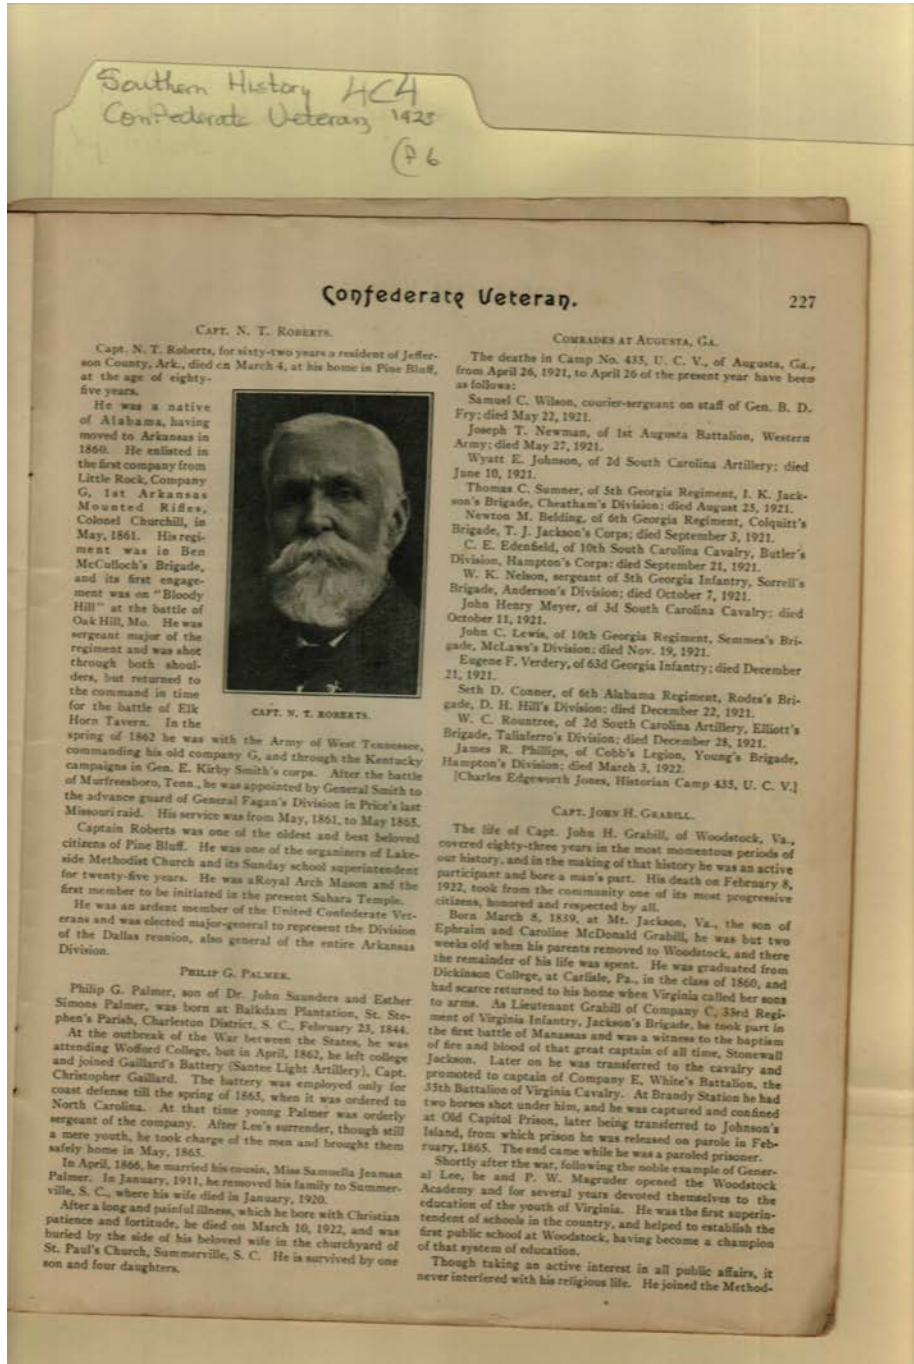 Southern History 4C4
Confederate Veteran, 1923
(P 6
Confederate Veteran.
227
CAPT. N. T. ROBERTS.
Capt. N. T. Roberts, for sixty-two years a resident of Jeffer-
son County, Ark., died on March 4, at his home in Pine Bluff,
at the age of eighty-
five years.
He was a native
of Alabama, having
moved to Arkansas in
1860. He enlisted in
the first company from
Little Rock, Company
G, 1st Arkansas
Mounted Rifles,
Colonel Churchill, in
May, 1861. His regi-
ment was in Ben
McCulloch's Brigade,
and its first engage-
ment was on "Bloody
Hill" at the battle of
Oak Hill, Mo. He was
sergeant major of the
regiment and was shot
through both shoul-
ders, but returned to
the command in time
for the battle of Elk
Horn Tavern. In the
CAPT. N. T. ROBERTS.
spring of 1862 he was with the Army of West Tennessee,
commanding his old company G, and through the Kentucky
campaigns in Gen. E. Kirby Smith's corps. After the battle
of Murfreesboro, Tenn., he was appointed by General Smith to
the advance guard of General Fagan's Division in Price's last
Missouri raid. His service was from May, 1861, to May 1865.
Captain Roberts was one of the oldest and best beloved
citizens of Pine Bluff. He was one of the organizers of Lake-
side Methodist Church and its Sunday school superintendent
for twenty-five years. He was aRoyal Arch Mason and the
first member to be initiated in the present Sahara Temple.
He was an ardent member of the United Confederate Vet-
erans and was elected major-general to represent the Division
of the Dallas reunion, also general of the entire Arkansas
Division.
PHILIP G. PALMER.
Philip G. Palmer, son of Dr. John Saunders and Esther
Simons Palmer, was born at Balkdam Plantation, St. Ste-
phen's Parish, Charleston District, S. C., February 23, 1844.
At the outbreak of the War between the States, he was
attending Wofford College, but in April, 1862, he left college
and joined Gaillard's Battery (Santee Light Artillery), Capt.
Christopher Gaillard. The battery was employed only for
coast defense till the spring of 1865, when it was ordered to
North Carolina. At that time young Palmer was orderly
sergeant of the company. After Lee's surrender, though still
a mere youth, he took charge of the men and brought them
safely home in May, 1865.
In April, 1866, he married his cousin, Miss Samuella Jeaman
Palmer. In January, 1911, he removed his family to Summer-
ville, S. C., where his wife died in January, 1920.
After a long and painful illness, which he bore with Christian
patience and fortitude, he died on March 10, 1922, and was
buried by the side of his beloved wife in the churchyard of
St. Paul's Church, Summerville, S. C. He is survived by one
son and four daughters.
COMRADES AT AUGUSTA, GA.
The deaths in Camp No. 435, U. C. V., of Augusta, Ga.,
from April 26, 1921, to April 26 of the present year have been
as follows:
Samuel C. Wilson, courier-sergeant on staff of Gen. B. D.
Fry; died May 22, 1921.
Joseph T. Newman, of 1st Augusta Battalion, Western
Army; died May 27, 1921.
Wyatt E. Johnson, of 2d South Carolina Artillery; died
June 10, 1921.
Thomas C. Sumner, of 5th Georgia Regiment, J. K. Jack-
son's Brigade, Cheatham's Division; died August 25, 1921.
Newton M. Belding, of 6th Georgia Regiment, Colquitt's
Brigade, T. J. Jackson's Corps; died September 3, 1921.
C. E. Edenfield, of 10th South Carolina Cavalry, Butler's
Division, Hampton's Corps; died September 21, 1921.
W. K. Nelson, sergeant of 5th Georgia Infantry, Sorrell's
Brigade, Anderson's Division; died October 7, 1921.
John Henry Meyer, of 3d South Carolina Cavalry; died
October 11, 1921.
John C. Lewis, of 10th Georgia Regiment, Semmes's Bri-
gade, McLaws's Division; died Nov. 19, 1921.
Eugene F. Verdery, of 63d Georgia Infantry; died December
21, 1921.
Seth D. Conner, of 6th Alabama Regiment, Rodes's Bri-
gade, D. H. Hill's Division; died December 22, 1921.
W. C. Rountree, of 2d South Carolina Artillery, Elliott's
Brigade, Taliaferro's Division; died December 28, 1921.
James R. Phillips, of Cobb's Legion, Young's Brigade,
Hampton's Division; died March 3, 1922.
[Charles Edgeworth Jones, Historian Camp 435, U. C. V.]
CAPT. JOHN H. GRABILL.
The life of Capt. John H. Grabill, of Woodstock, Va.,
covered eighty-three years in the most momentous periods of
our history, and in the making of that history he was an active
participant and bore a man's part. His death on February 8,
1922, took from the community one of its most progressive
citizens, honored and respected by all.
Born March 8, 1839, at Mt. Jackson, Va., the son of
Ephraim and Caroline McDonald Grabill, he was but two
weeks old when his parents removed to Woodstock, and there
the remainder of his life was spent. He was graduated from
Dickinson College, at Carlisle, Pa., in the class of 1860, and
had scarce returned to his home when Virginia called her sons
to arms. As Lieutenant Grabill of Company C, 33rd Regi-
ment of Virginia Infantry, Jackson's Brigade, he took part in
the first battle of Manassas and was a witness to the baptism
of fire and blood of that great captain of all time, Stonewall
Jackson. Later on he was transferred to the cavalry and
promoted to captain of Company E, White's Battalion, the
35th Battalion of Virginia Cavalry. At Brandy Station he had
two horses shot under him, and he was captured and confined
at Old Capitol Prison, later being transferred to Johnson's
Island, from which prison he was released on parole in Feb-
ruary, 1865. The end came while he was a paroled prisoner.
Shortly after the war, following the noble example of Gener-
al Lee, he and P. W. Magruder opened the Woodstock
Academy and for several years devoted themselves to the
education of the youth of Virginia. He was the first superin-
tendent of schools in the country, and helped to establish the
first public school at Woodstock, having become a champion
of that system of education.
Though taking an active interest in all public affairs, it
never interfered with his religious life. He joined the Method-